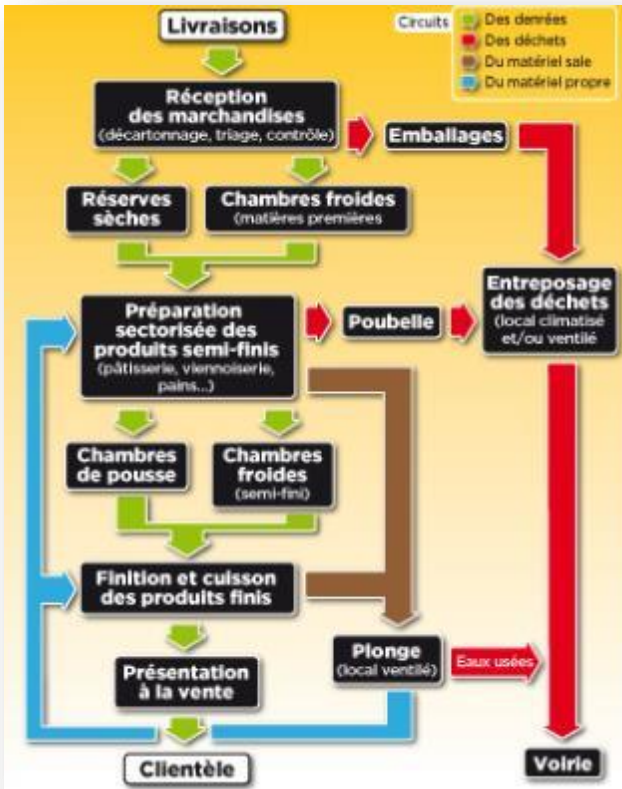 Livraisons
Circuits
Des denrées
Des déchets
Du matériel sale
Du matériel propre
Réception
des marchandises
(décartonnage, triage, contrôle)
Emballages
Réserves
sèches
Chambres froides
(matières premières
Entreposage
des déchets
(local climatisé
et/ou ventilé
Préparation
sectorisée des
produits semi-finis
(pâtisserie, viennoiserie,
pains...)
Poubelle
Chambres
de pousse
Chambres
froides
(semi-fini)
Finition et cuisson
des produits finis
Plonge
(local ventilé)
Eaux usées
Présentation
à la vente
Clientèle
Voirie